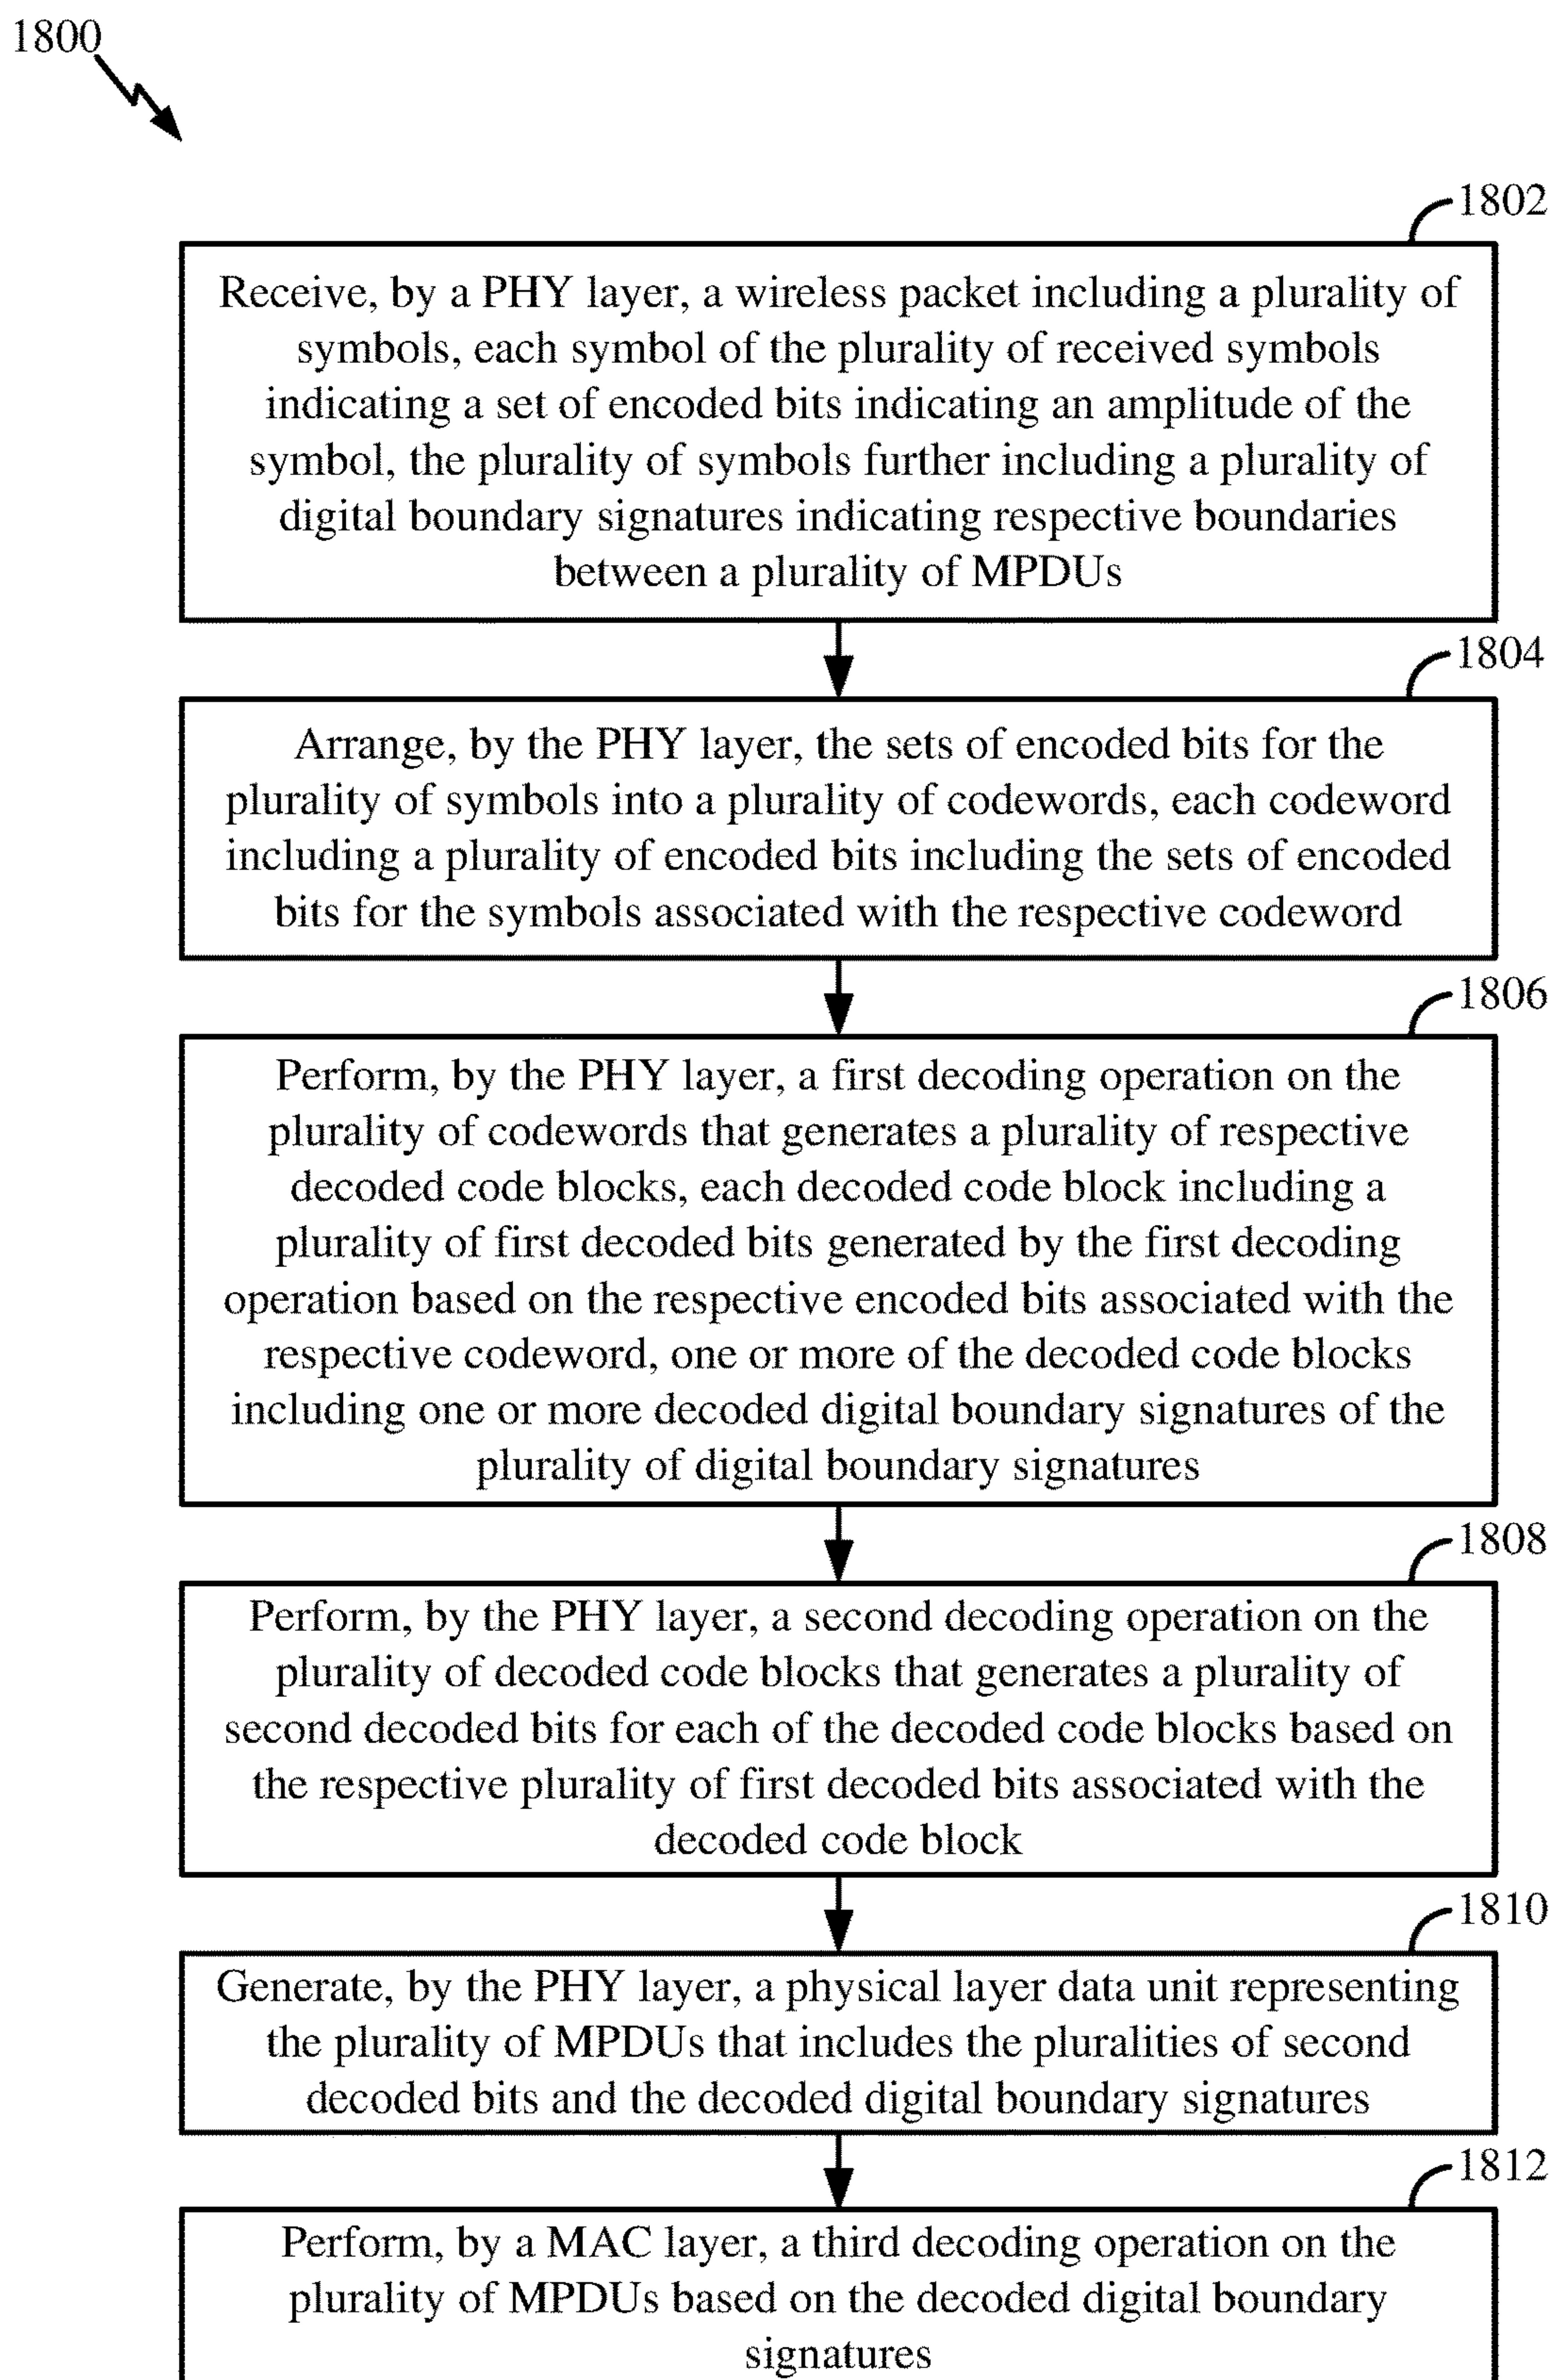 1800
1802
Receive, by a PHY layer, a wireless packet including a plurality of
symbols, each symbol of the plurality of received symbols
indicating a set of encoded bits indicating an amplitude of the
symbol, the plurality of symbols further including a plurality of
digital boundary signatures indicating respective boundaries
between a plurality of MPDUs
1804
Arrange, by the PHY layer, the sets of encoded bits for the
plurality of symbols into a plurality of codewords, each codeword
including a plurality of encoded bits including the sets of encoded
bits for the symbols associated with the respective codeword
1806
Perform, by the PHY layer, a first decoding operation on the
plurality of codewords that generates a plurality of respective
decoded code blocks, each decoded code block including a
plurality of first decoded bits generated by the first decoding
operation based on the respective encoded bits associated with the
respective codeword, one or more of the decoded code blocks
including one or more decoded digital boundary signatures of the
plurality of digital boundary signatures
1808
Perform, by the PHY layer, a second decoding operation on the
plurality of decoded code blocks that generates a plurality of
second decoded bits for each of the decoded code blocks based on
the respective plurality of first decoded bits associated with the
decoded code block
1810
Generate, by the PHY layer, a physical layer data unit representing
the plurality of MPDUs that includes the pluralities of second
decoded bits and the decoded digital boundary signatures
1812
Perform, by a MAC layer, a third decoding operation on the
plurality of MPDUs based on the decoded digital boundary
signatures